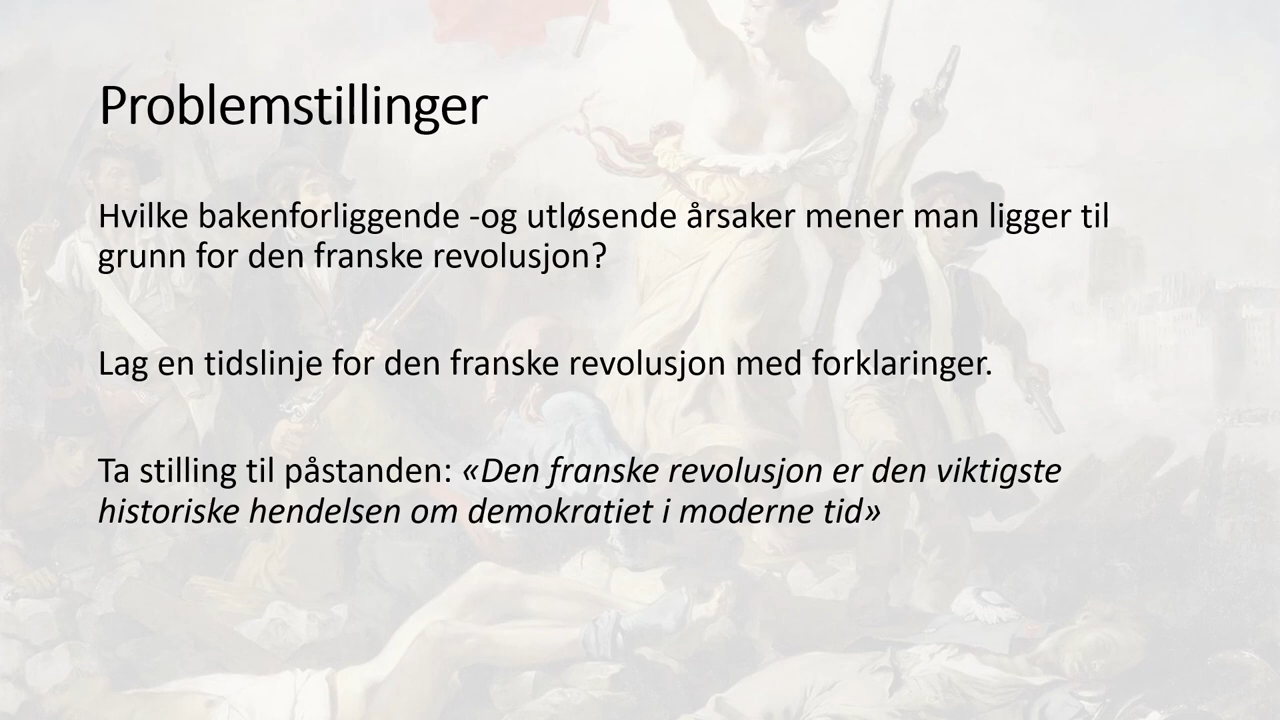 Problemstillinger
Hvilke bakenforliggende -og utløsende årsaker mener man ligger til
grunn for den franske revolusjon?
Lag en tidslinje for den franske revolusjon med forklaringer.
Ta stilling til påstanden: «Den franske revolusjon er den viktigste
historiske hendelsen om demokratiet i moderne tid»